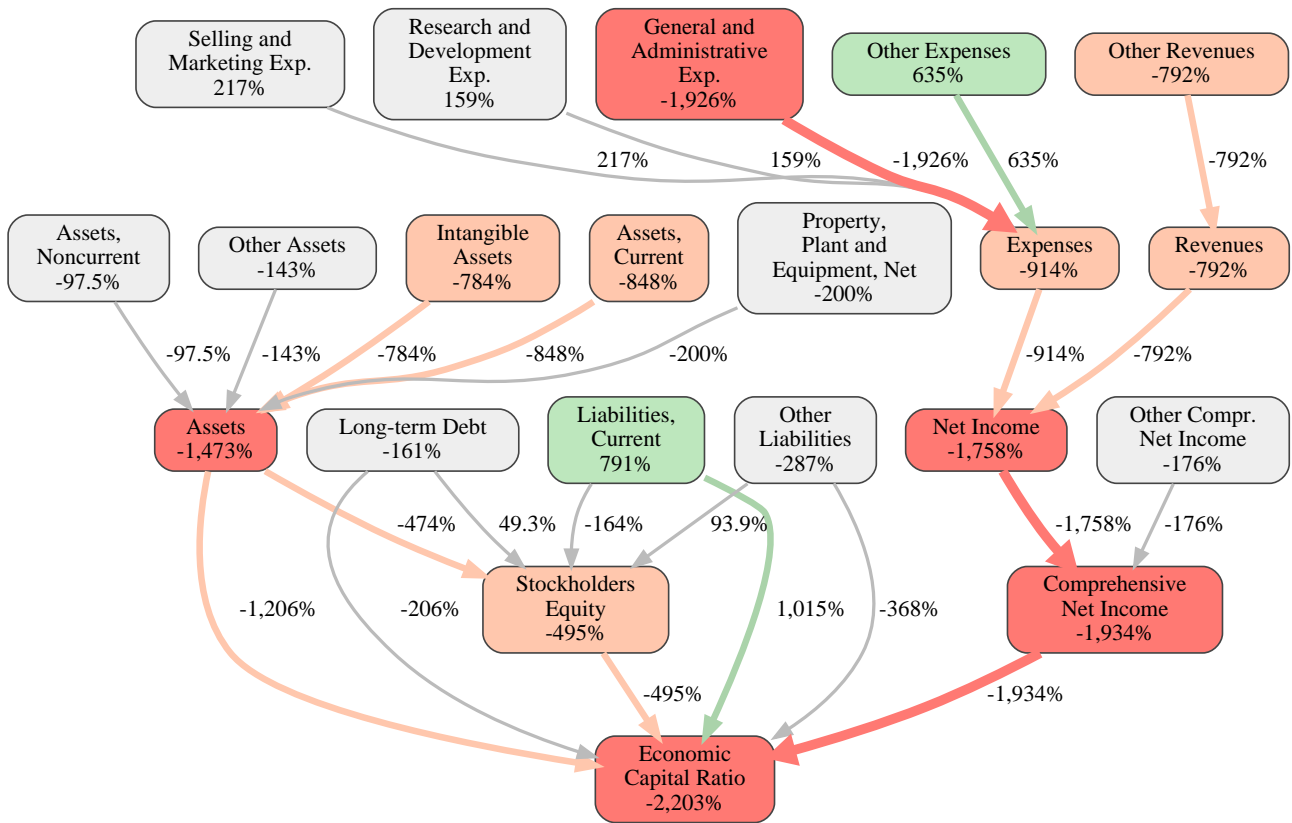 Selling and
Marketing Exp.
217%
Research and
Development
Exp.
159%
General and
Administrative
Exp.
-1,926%
Other Expenses
635%
Other Revenues
-792%
217%
159%
-1,926%
635%
-792%
Assets,
Noncurrent
-97.5%
Other Assets
-143%
Intangible
Assets
-784%
Assets,
Current
-848%
Property,
Plant and
Equipment, Net
-200%
Expenses
-914%
Revenues
-792%
-97.5%
-143%
-784%
-848%
-200%
-914%
-792%
Assets
-1,473%
Long-term Debt
-161%
Liabilities,
Current
791%
Other
Liabilities
-287%
Net Income
-1,758%
Other Compr.
Net Income
-176%
-474%
49.3%
-164%
93.9%
-1,758%
-176%
-1,206%
-206%
Stockholders
Equity
-495%
1,015%
-368%
Comprehensive
Net Income
-1,934%
-495%
-1,934%
Economic
Capital Ratio
-2,203%